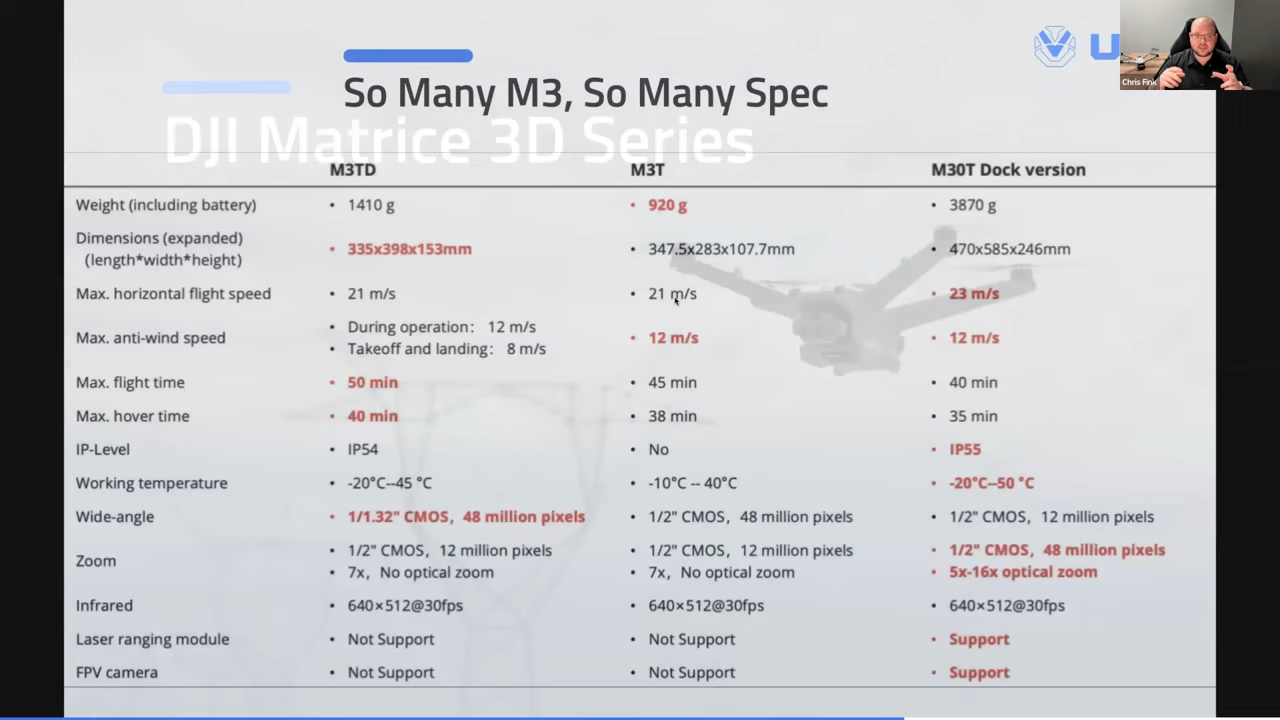 U
Chris Fink
So Many M3, So Many Spec
DJI Matrice 3D Series
M3TD M3T M30T Dock version
Weight (including battery) • 1410 g • 920 g • 3870 g
Dimensions (expanded)
(length*width*height) • 335x398x153mm • 347.5x283x107.7mm • 470x585x246mm
Max. horizontal flight speed • 21 m/s • 21 m/s • 23 m/s
Max. anti-wind speed • During operation: 12 m/s
• Takeoff and landing: 8 m/s • 12 m/s • 12 m/s
Max. flight time • 50 min • 45 min • 40 min
Max. hover time • 40 min • 38 min • 35 min
IP-Level • IP54 • No • IP55
Working temperature • -20°C--45 °C • -10°C -- 40°C • -20°C--50 °C
Wide-angle • 1/1.32" CMOS, 48 million pixels • 1/2" CMOS, 48 million pixels • 1/2" CMOS, 12 million pixels
Zoom • 1/2" CMOS, 12 million pixels • 1/2" CMOS, 12 million pixels • 1/2" CMOS, 48 million pixels
• 7x, No optical zoom • 7x, No optical zoom • 5x-16x optical zoom
Infrared • 640×512@30fps • 640×512@30fps • 640×512@30fps
Laser ranging module • Not Support • Not Support • Support
FPV camera • Not Support • Not Support • Support